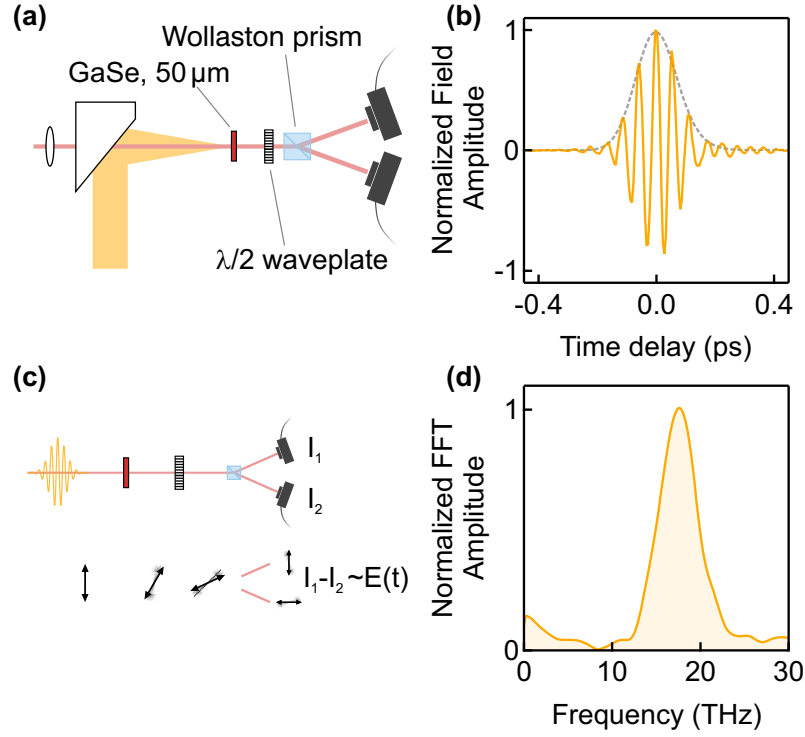 (a)
Wollaston prism
GaSe, 50 μm
λ/2 waveplate
(b)
Normalized Field
Amplitude
1
0
-1
-0.4
0.0
0.4
Time delay (ps)
(c)
I₁
I₂
I₁-I₂~E(t)
(d)
Normalized FFT
Amplitude
1
0
0
10
20
30
Frequency (THz)